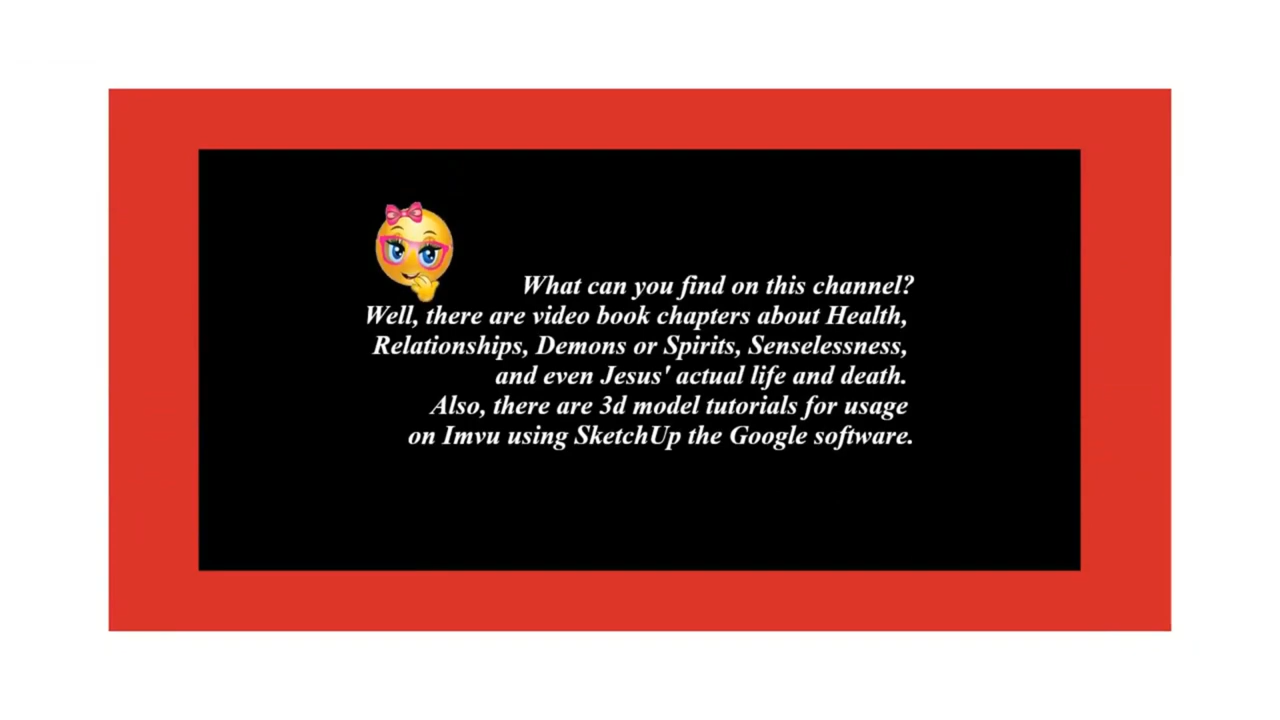 What can you find on this channel?
Well, there are video book chapters about Health,
Relationships, Demons or Spirits, Senselessness,
and even Jesus' actual life and death.
Also, there are 3d model tutorials for usage
on Imvu using SketchUp the Google software.